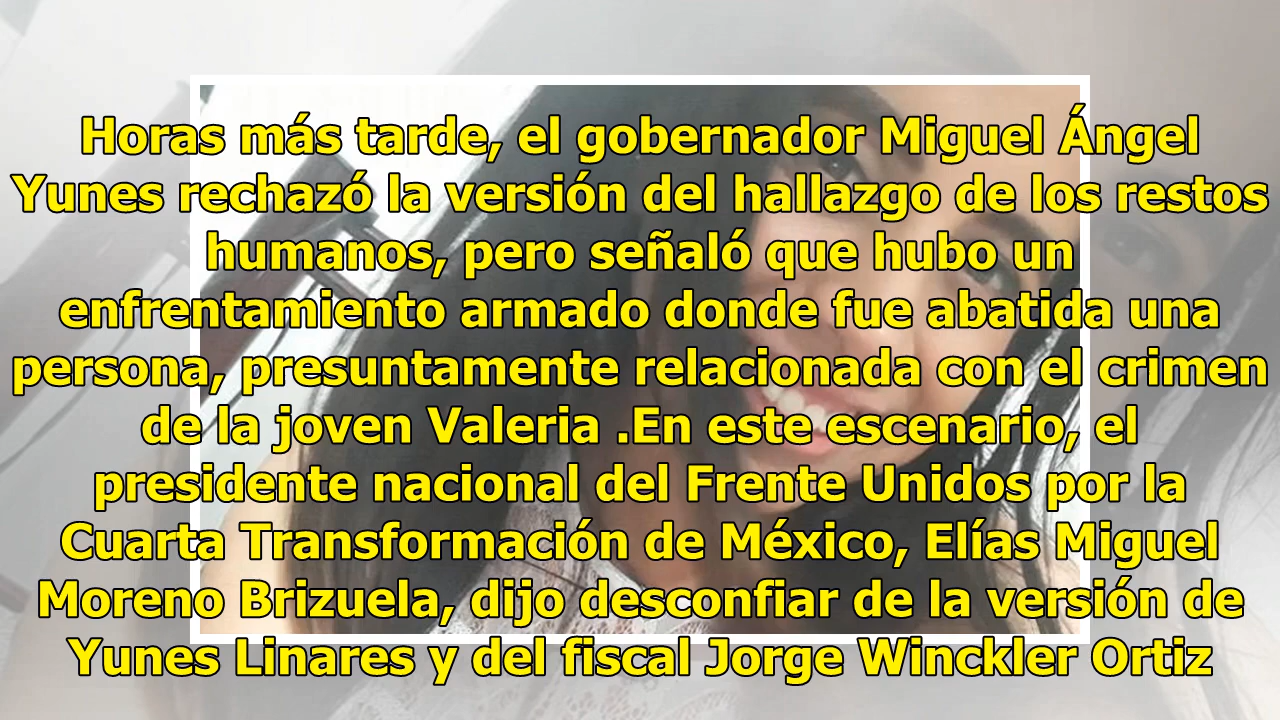 Horas más tarde, el gobernador Miguel Ángel
Yunes rechazó la versión del hallazgo de los restos
humanos, pero señaló que hubo un
enfrentamiento armado donde fue abatida una
persona, presuntamente relacionada con el crimen
de la joven Valeria .En este escenario, el
presidente nacional del Frente Unidos por la
Cuarta Transformación de México, Elías Miguel
Moreno Brizuela, dijo desconfiar de la versión de
Yunes Linares y del fiscal Jorge Winckler Ortiz